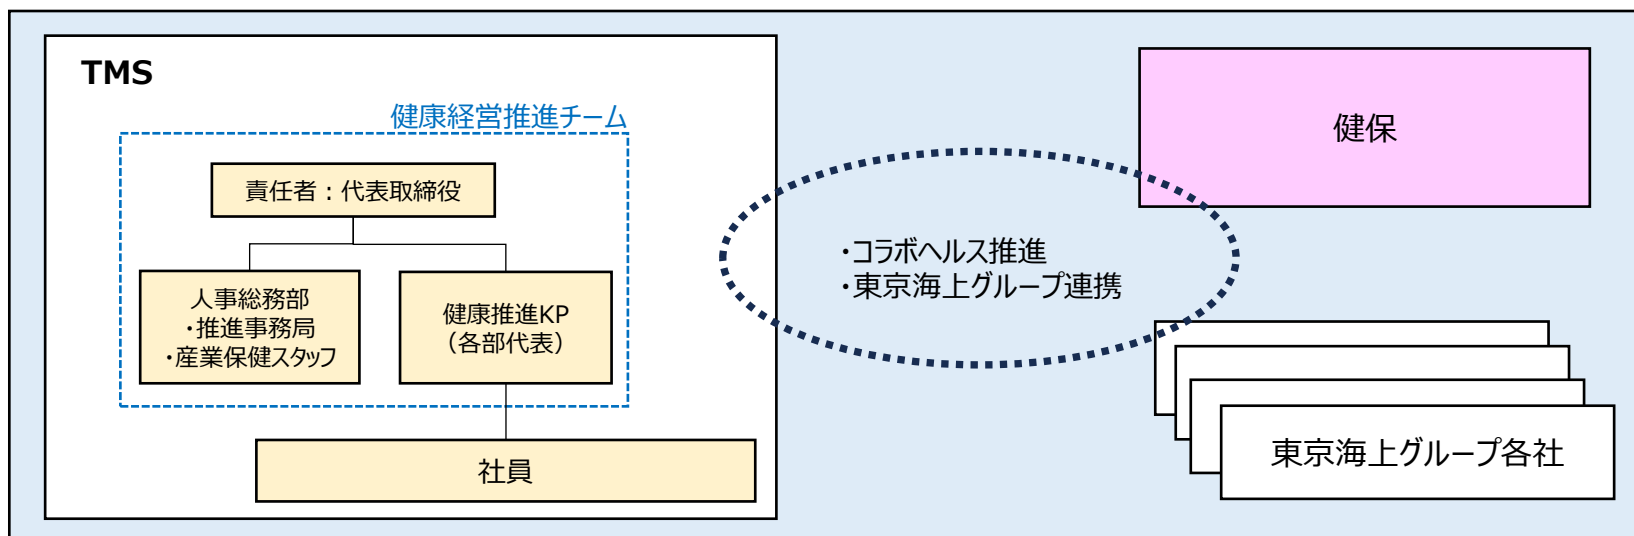 TMS
健康経営推進チーム
責任者：代表取締役
人事総務部
・推進事務局
・産業保健スタッフ
健康推進KP
（各部代表）
社員
・コラボヘルス推進
・東京海上グループ連携
健保
東京海上グループ各社